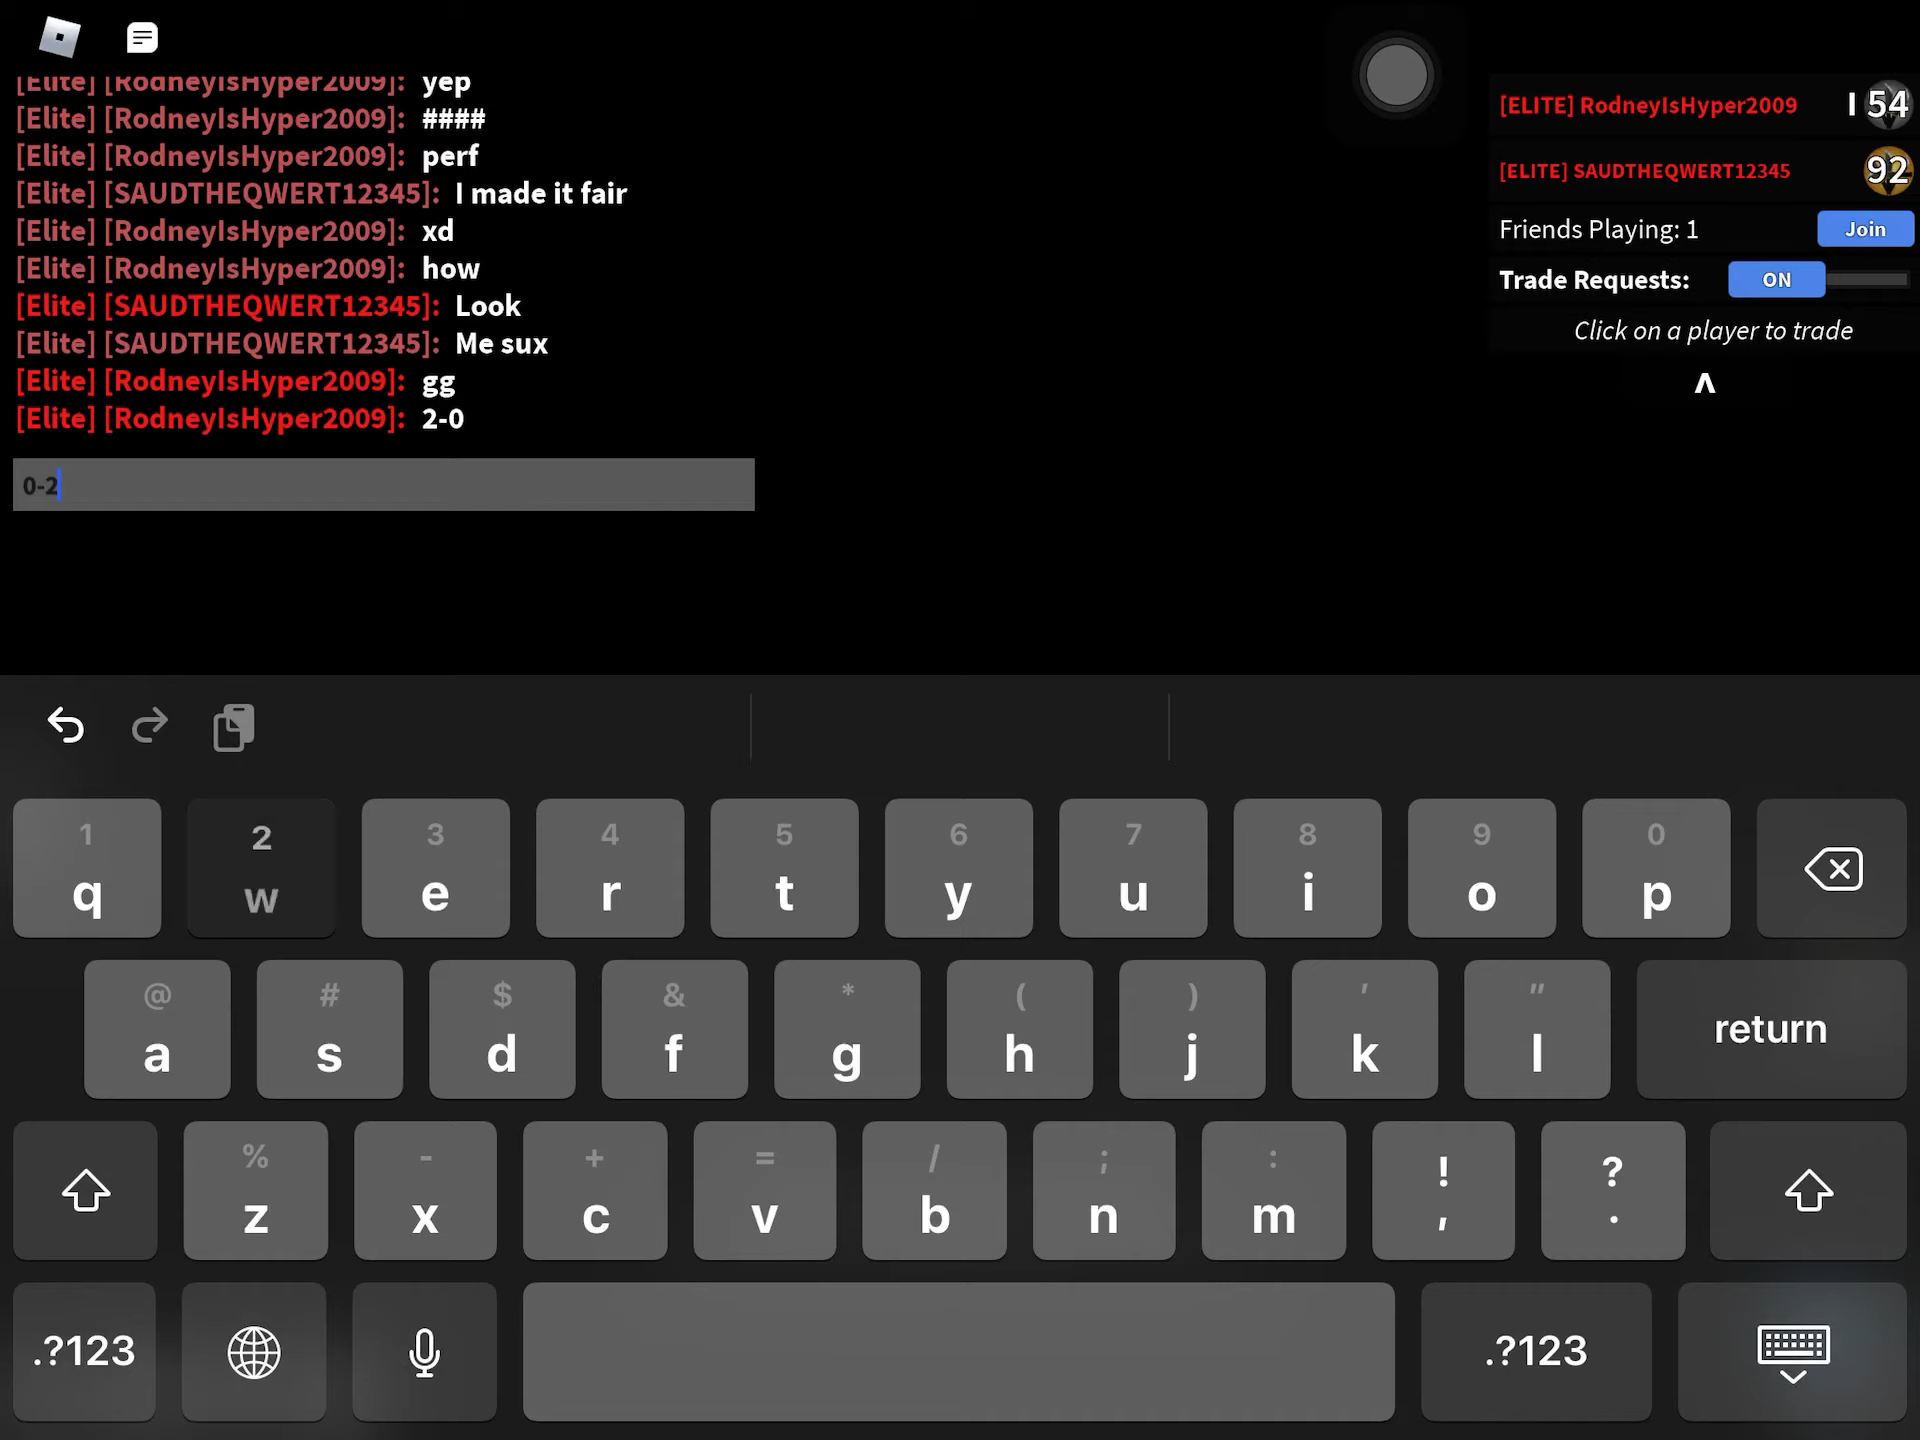 [Elite] [RodneyIsHyper2009]: yep
[Elite] [RodneyIsHyper2009]: ####
[Elite] [RodneyIsHyper2009]: perf
[Elite] [SAUDTHEQWERT12345]: I made it fair
[Elite] [RodneyIsHyper2009]: xd
[Elite] [RodneyIsHyper2009]: how
[Elite] [SAUDTHEQWERT12345]: Look
[Elite] [SAUDTHEQWERT12345]: Me sux
[Elite] [RodneyIsHyper2009]: gg
[Elite] [RodneyIsHyper2009]: 2-0
0-2
[ELITE] RodneyIsHyper2009 I 54
[ELITE] SAUDTHEQWERT12345 92
Friends Playing: 1 Join
Trade Requests: ON
Click on a player to trade
1 2 3 4 5 6 7 8 9 0
q w e r t y u i o p
@ # $ & * ( ) ' "
a s d f g h j k l return
% - + = / ; : ! ?
z x c v b n m , .
.?123 .?123